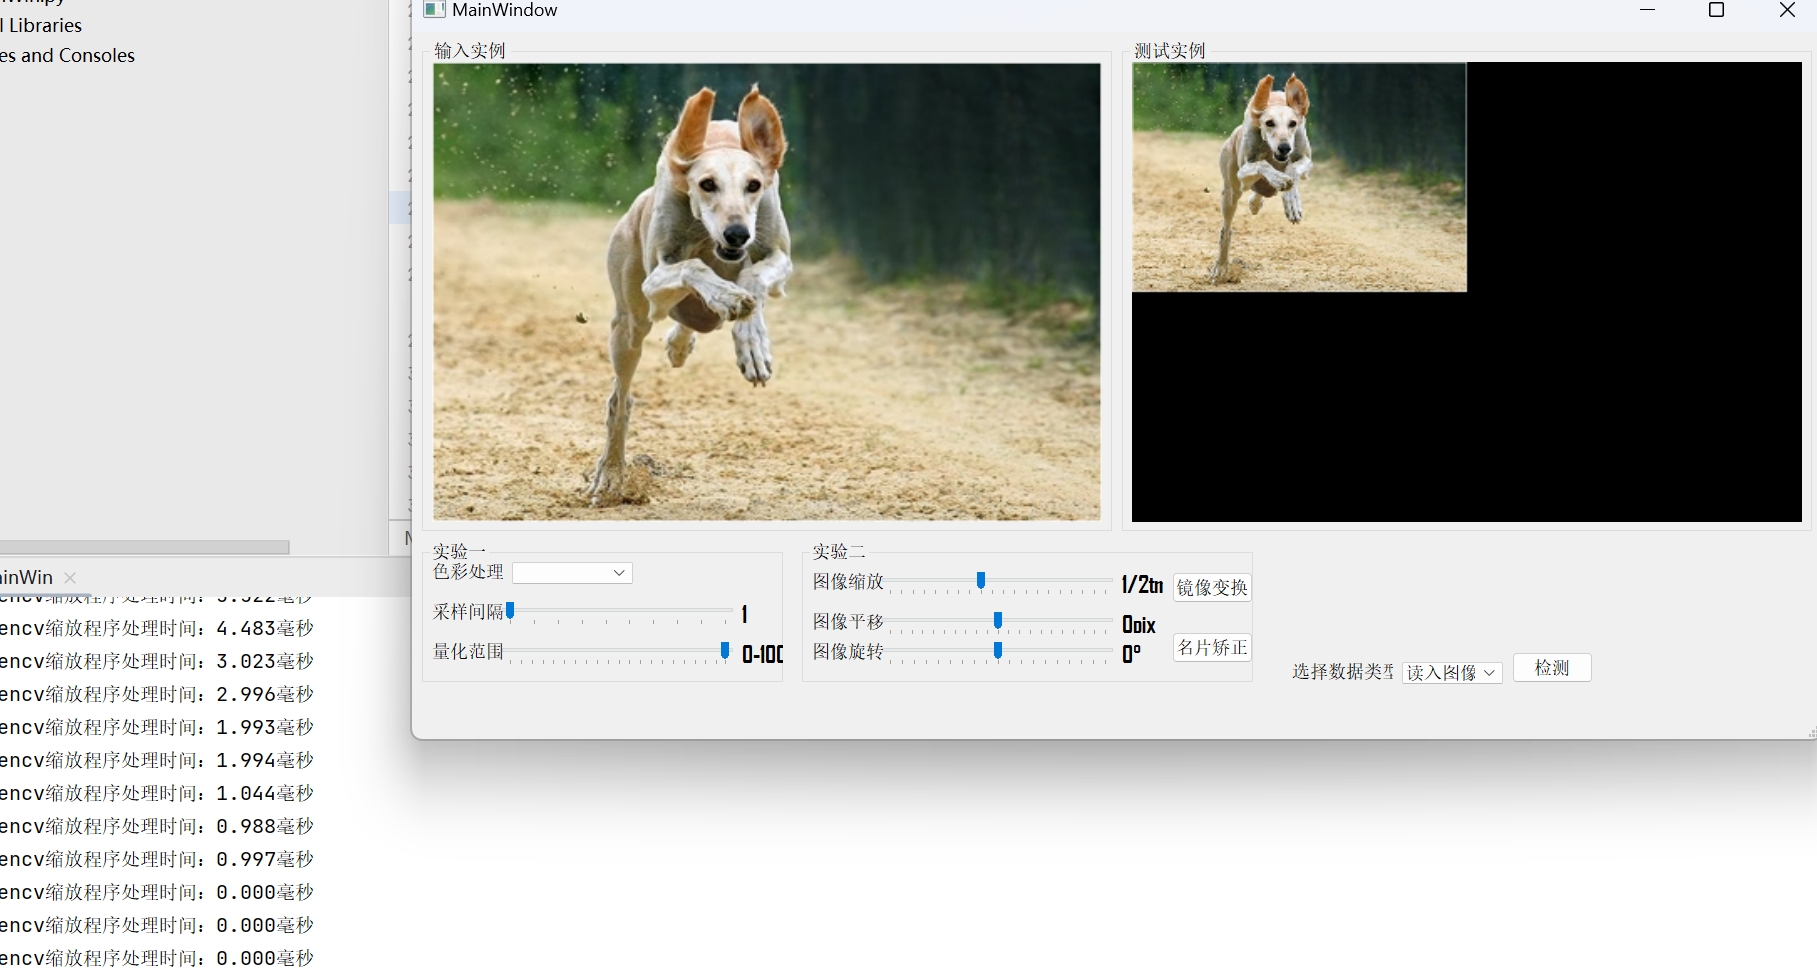 l Libraries
es and Consoles
MainWindow
输入实例
测试实例
实验一
色彩处理
采样间隔
1
量化范围
0-100
实验二
图像缩放
1/2tn
镜像变换
图像平移
0pix
图像旋转
0°
名片矫正
选择数据类型
读入图像
检测
ainWin
encv缩放程序处理时间：4.483毫秒
encv缩放程序处理时间：3.023毫秒
encv缩放程序处理时间：2.996毫秒
encv缩放程序处理时间：1.993毫秒
encv缩放程序处理时间：1.994毫秒
encv缩放程序处理时间：1.044毫秒
encv缩放程序处理时间：0.988毫秒
encv缩放程序处理时间：0.997毫秒
encv缩放程序处理时间：0.000毫秒
encv缩放程序处理时间：0.000毫秒
encv缩放程序处理时间：0.000毫秒